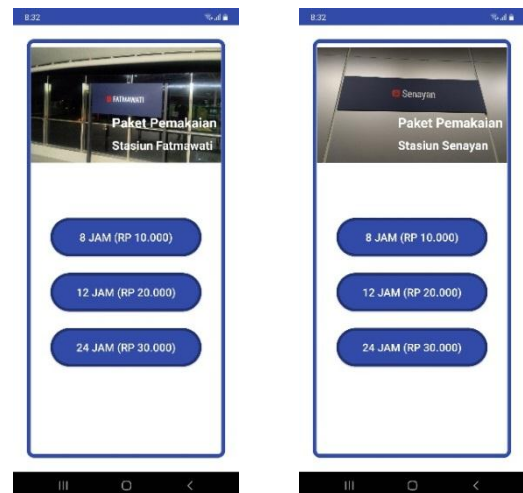 8:32
FATMAWATI
Paket Pemakaian
Stasiun Fatmawati
8 JAM (RP 10.000)
12 JAM (RP 20.000)
24 JAM (RP 30.000)
8:32
Senayan
Paket Pemakaian
Stasiun Senayan
8 JAM (RP 10.000)
12 JAM (RP 20.000)
24 JAM (RP 30.000)